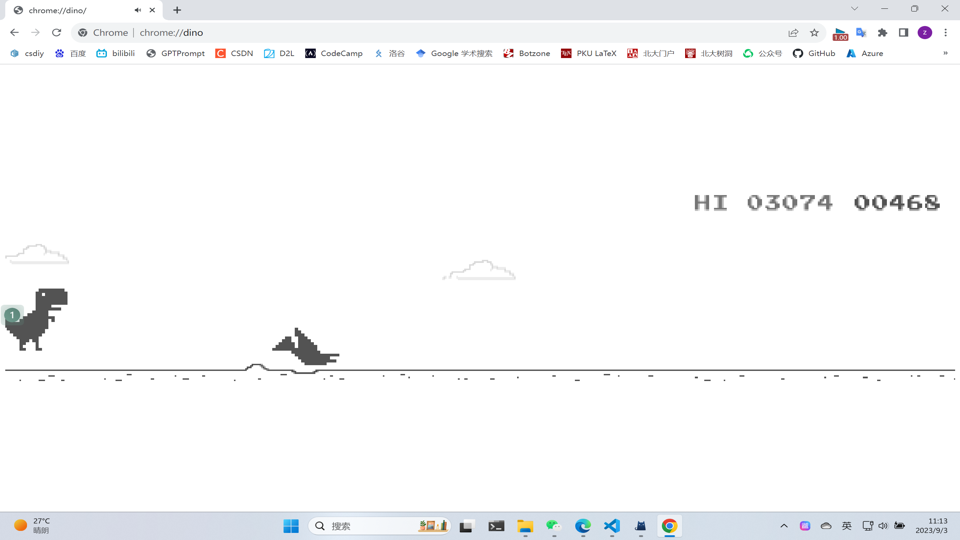 chrome://dino/
Chrome | chrome://dino
1.00
z
csdiy 百度 bilibili GPTPrompt CSDN D2L CodeCamp 洛谷 Google 学术搜索 Botzone PKU LaTeX 北大门户 北大树洞 公众号 GitHub Azure »
HI 03074 00468
1
27°C
晴朗
搜索
英
11:13
2023/9/3